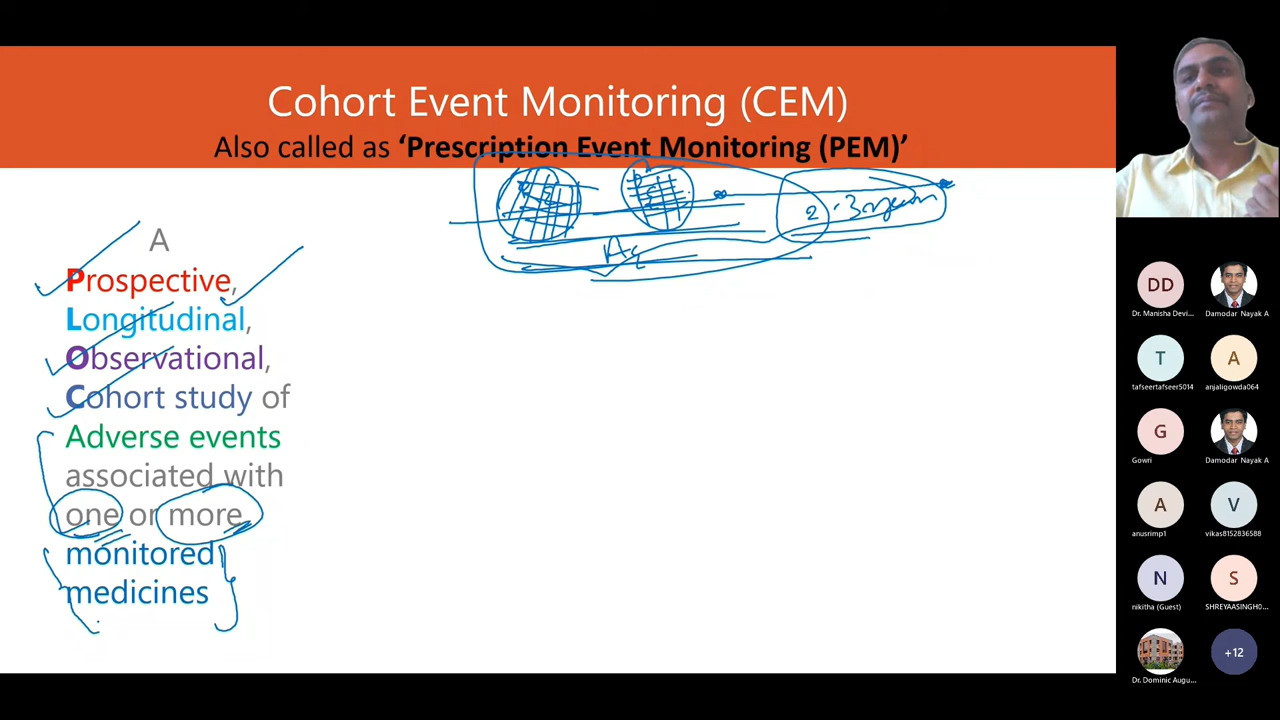 Cohort Event Monitoring (CEM)
Also called as ‘Prescription Event Monitoring (PEM)’
A
Prospective,
Longitudinal,
Observational,
Cohort study of
Adverse events
associated with
one or more
monitored
medicines
DD
Dr. Manisha Devi...
Damodar Nayak A
T
tafseertafseer5014
A
anjaligowda064
G
Gowri
Damodar Nayak A
A
anusrimp1
V
vikas8152836588
N
nikitha (Guest)
S
SHREYAASINGH0...
Dr. Dominic Augu...
+12